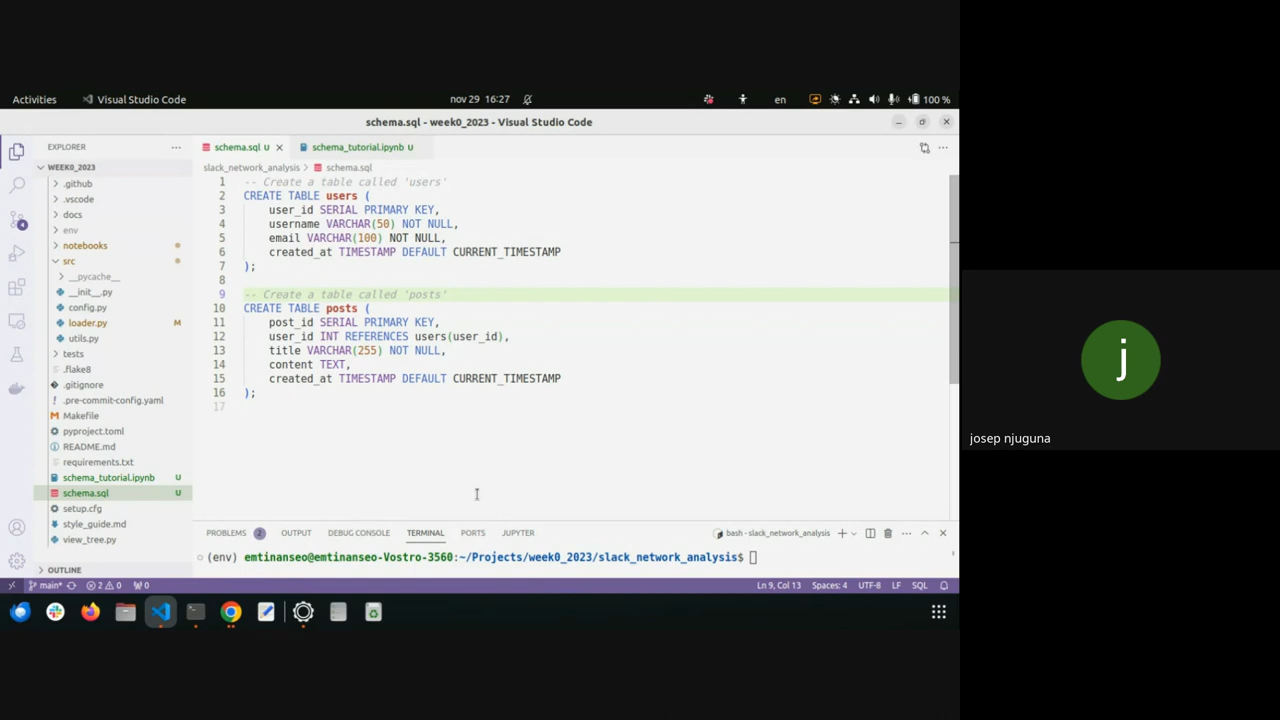 Activities Visual Studio Code nov 29 16:27 en 100 %
schema.sql - week0_2023 - Visual Studio Code
EXPLORER
WEEK0_2023
.github
.vscode
docs
env
notebooks
src
__pycache__
__init__.py
config.py
loader.py M
utils.py
tests
.flake8
.gitignore
.pre-commit-config.yaml
Makefile
pyproject.toml
README.md
requirements.txt
schema_tutorial.ipynb U
schema.sql U
setup.cfg
style_guide.md
view_tree.py
OUTLINE
4
schema.sql U schema_tutorial.ipynb U
slack_network_analysis schema.sql
1 -- Create a table called 'users'
2 CREATE TABLE users (
3 user_id SERIAL PRIMARY KEY,
4 username VARCHAR(50) NOT NULL,
5 email VARCHAR(100) NOT NULL,
6 created_at TIMESTAMP DEFAULT CURRENT_TIMESTAMP
7 );
8
9 -- Create a table called 'posts'
10 CREATE TABLE posts (
11 post_id SERIAL PRIMARY KEY,
12 user_id INT REFERENCES users(user_id),
13 title VARCHAR(255) NOT NULL,
14 content TEXT,
15 created_at TIMESTAMP DEFAULT CURRENT_TIMESTAMP
16 );
17
PROBLEMS 2 OUTPUT DEBUG CONSOLE TERMINAL PORTS JUPYTER bash - slack_network_analysis
(env) emtinanseo@emtinanseo-Vostro-3560:~/Projects/week0_2023/slack_network_analysis$
main* 2 0 0 Ln 9, Col 13 Spaces: 4 UTF-8 LF SQL
j
josep njuguna